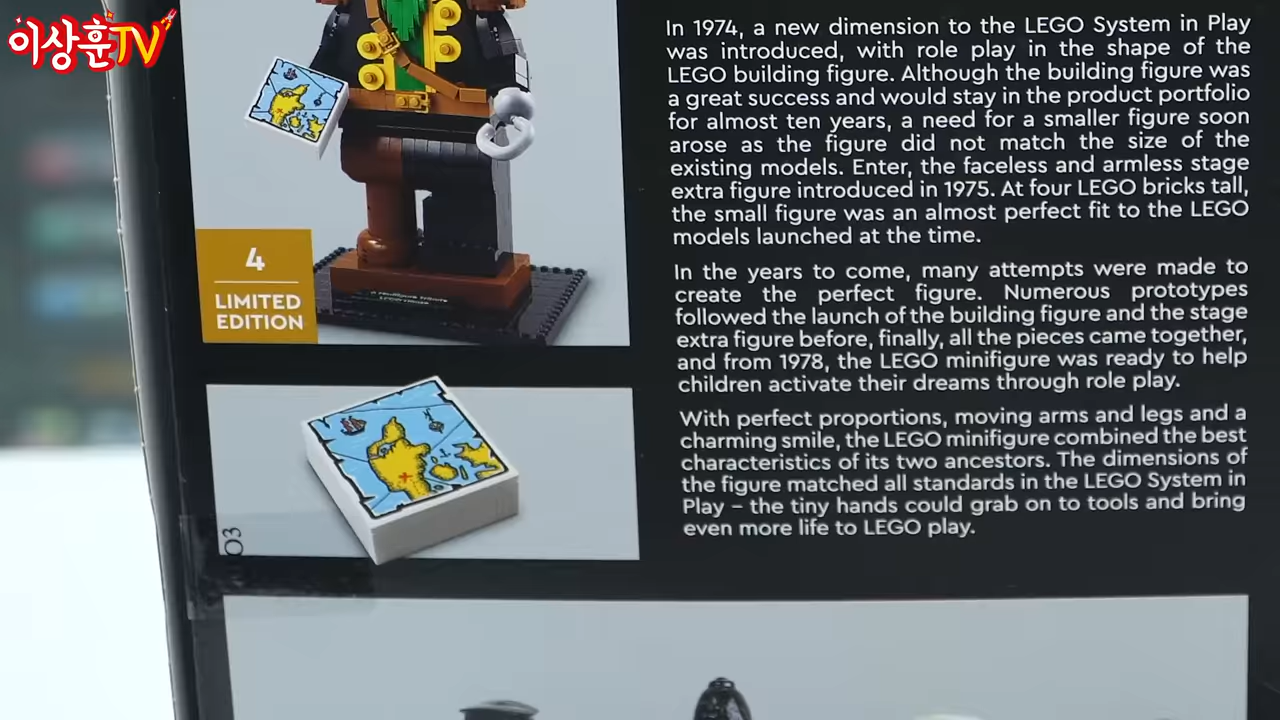 이상훈TV
4
LIMITED
EDITION
03
In 1974, a new dimension to the LEGO System in Play
was introduced, with role play in the shape of the
LEGO building figure. Although the building figure was
a great success and would stay in the product portfolio
for almost ten years, a need for a smaller figure soon
arose as the figure did not match the size of the
existing models. Enter, the faceless and armless stage
extra figure introduced in 1975. At four LEGO bricks tall,
the small figure was an almost perfect fit to the LEGO
models launched at the time.
In the years to come, many attempts were made to
create the perfect figure. Numerous prototypes
followed the launch of the building figure and the stage
extra figure before, finally, all the pieces came together,
and from 1978, the LEGO minifigure was ready to help
children activate their dreams through role play.
With perfect proportions, moving arms and legs and a
charming smile, the LEGO minifigure combined the best
characteristics of its two ancestors. The dimensions of
the figure matched all standards in the LEGO System in
Play – the tiny hands could grab on to tools and bring
even more life to LEGO play.